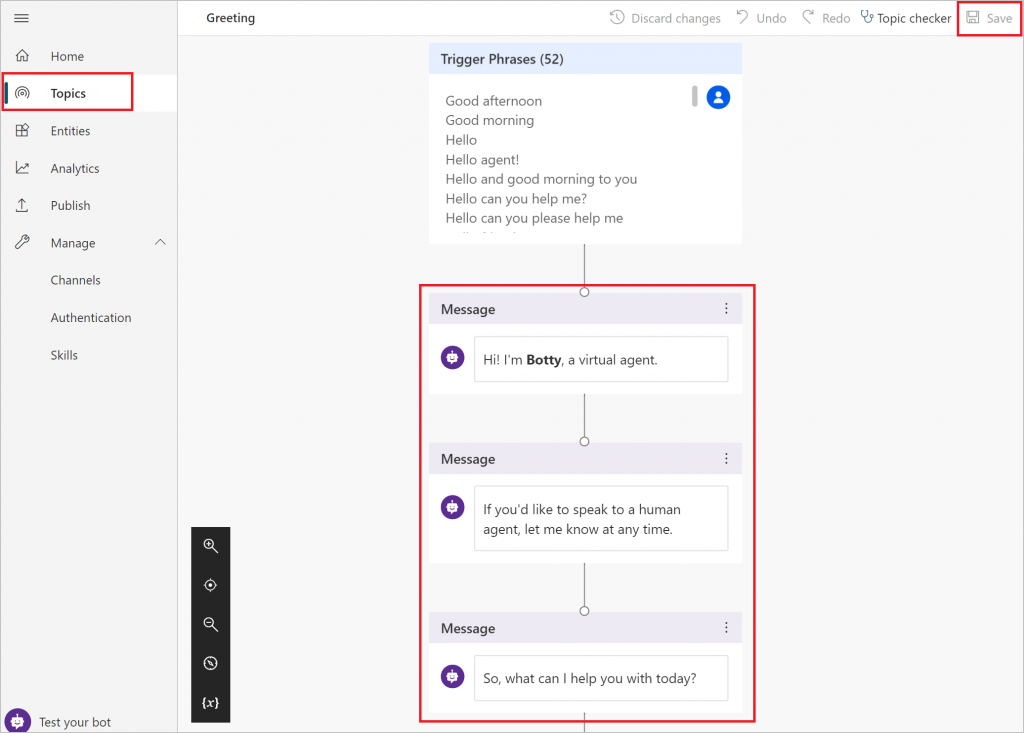 Greeting
Discard changes
Undo
Redo
Topic checker
Save
Home
Topics
Entities
Analytics
Publish
Manage
Channels
Authentication
Skills
Trigger Phrases (52)
Good afternoon
Good morning
Hello
Hello agent!
Hello and good morning to you
Hello can you help me?
Hello can you please help me
Message
Hi! I'm Botty, a virtual agent.
Message
If you'd like to speak to a human
agent, let me know at any time.
Message
So, what can I help you with today?
{x}
Test your bot